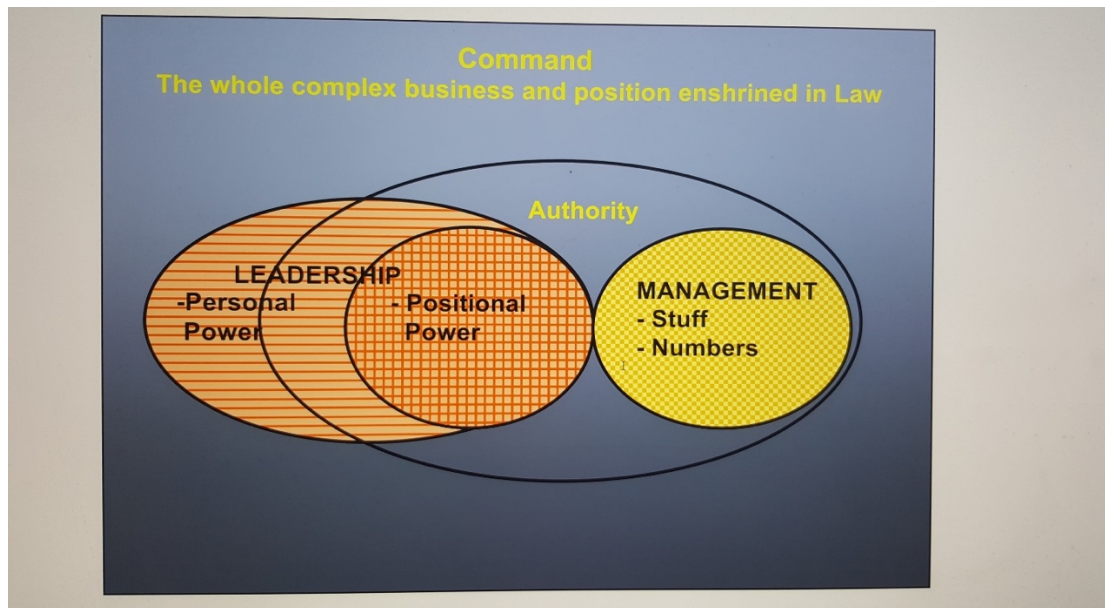 Command
The whole complex business and position enshrined in Law
Authority
LEADERSHIP
-Personal
Power
- Positional
Power
MANAGEMENT
- Stuff
- Numbers